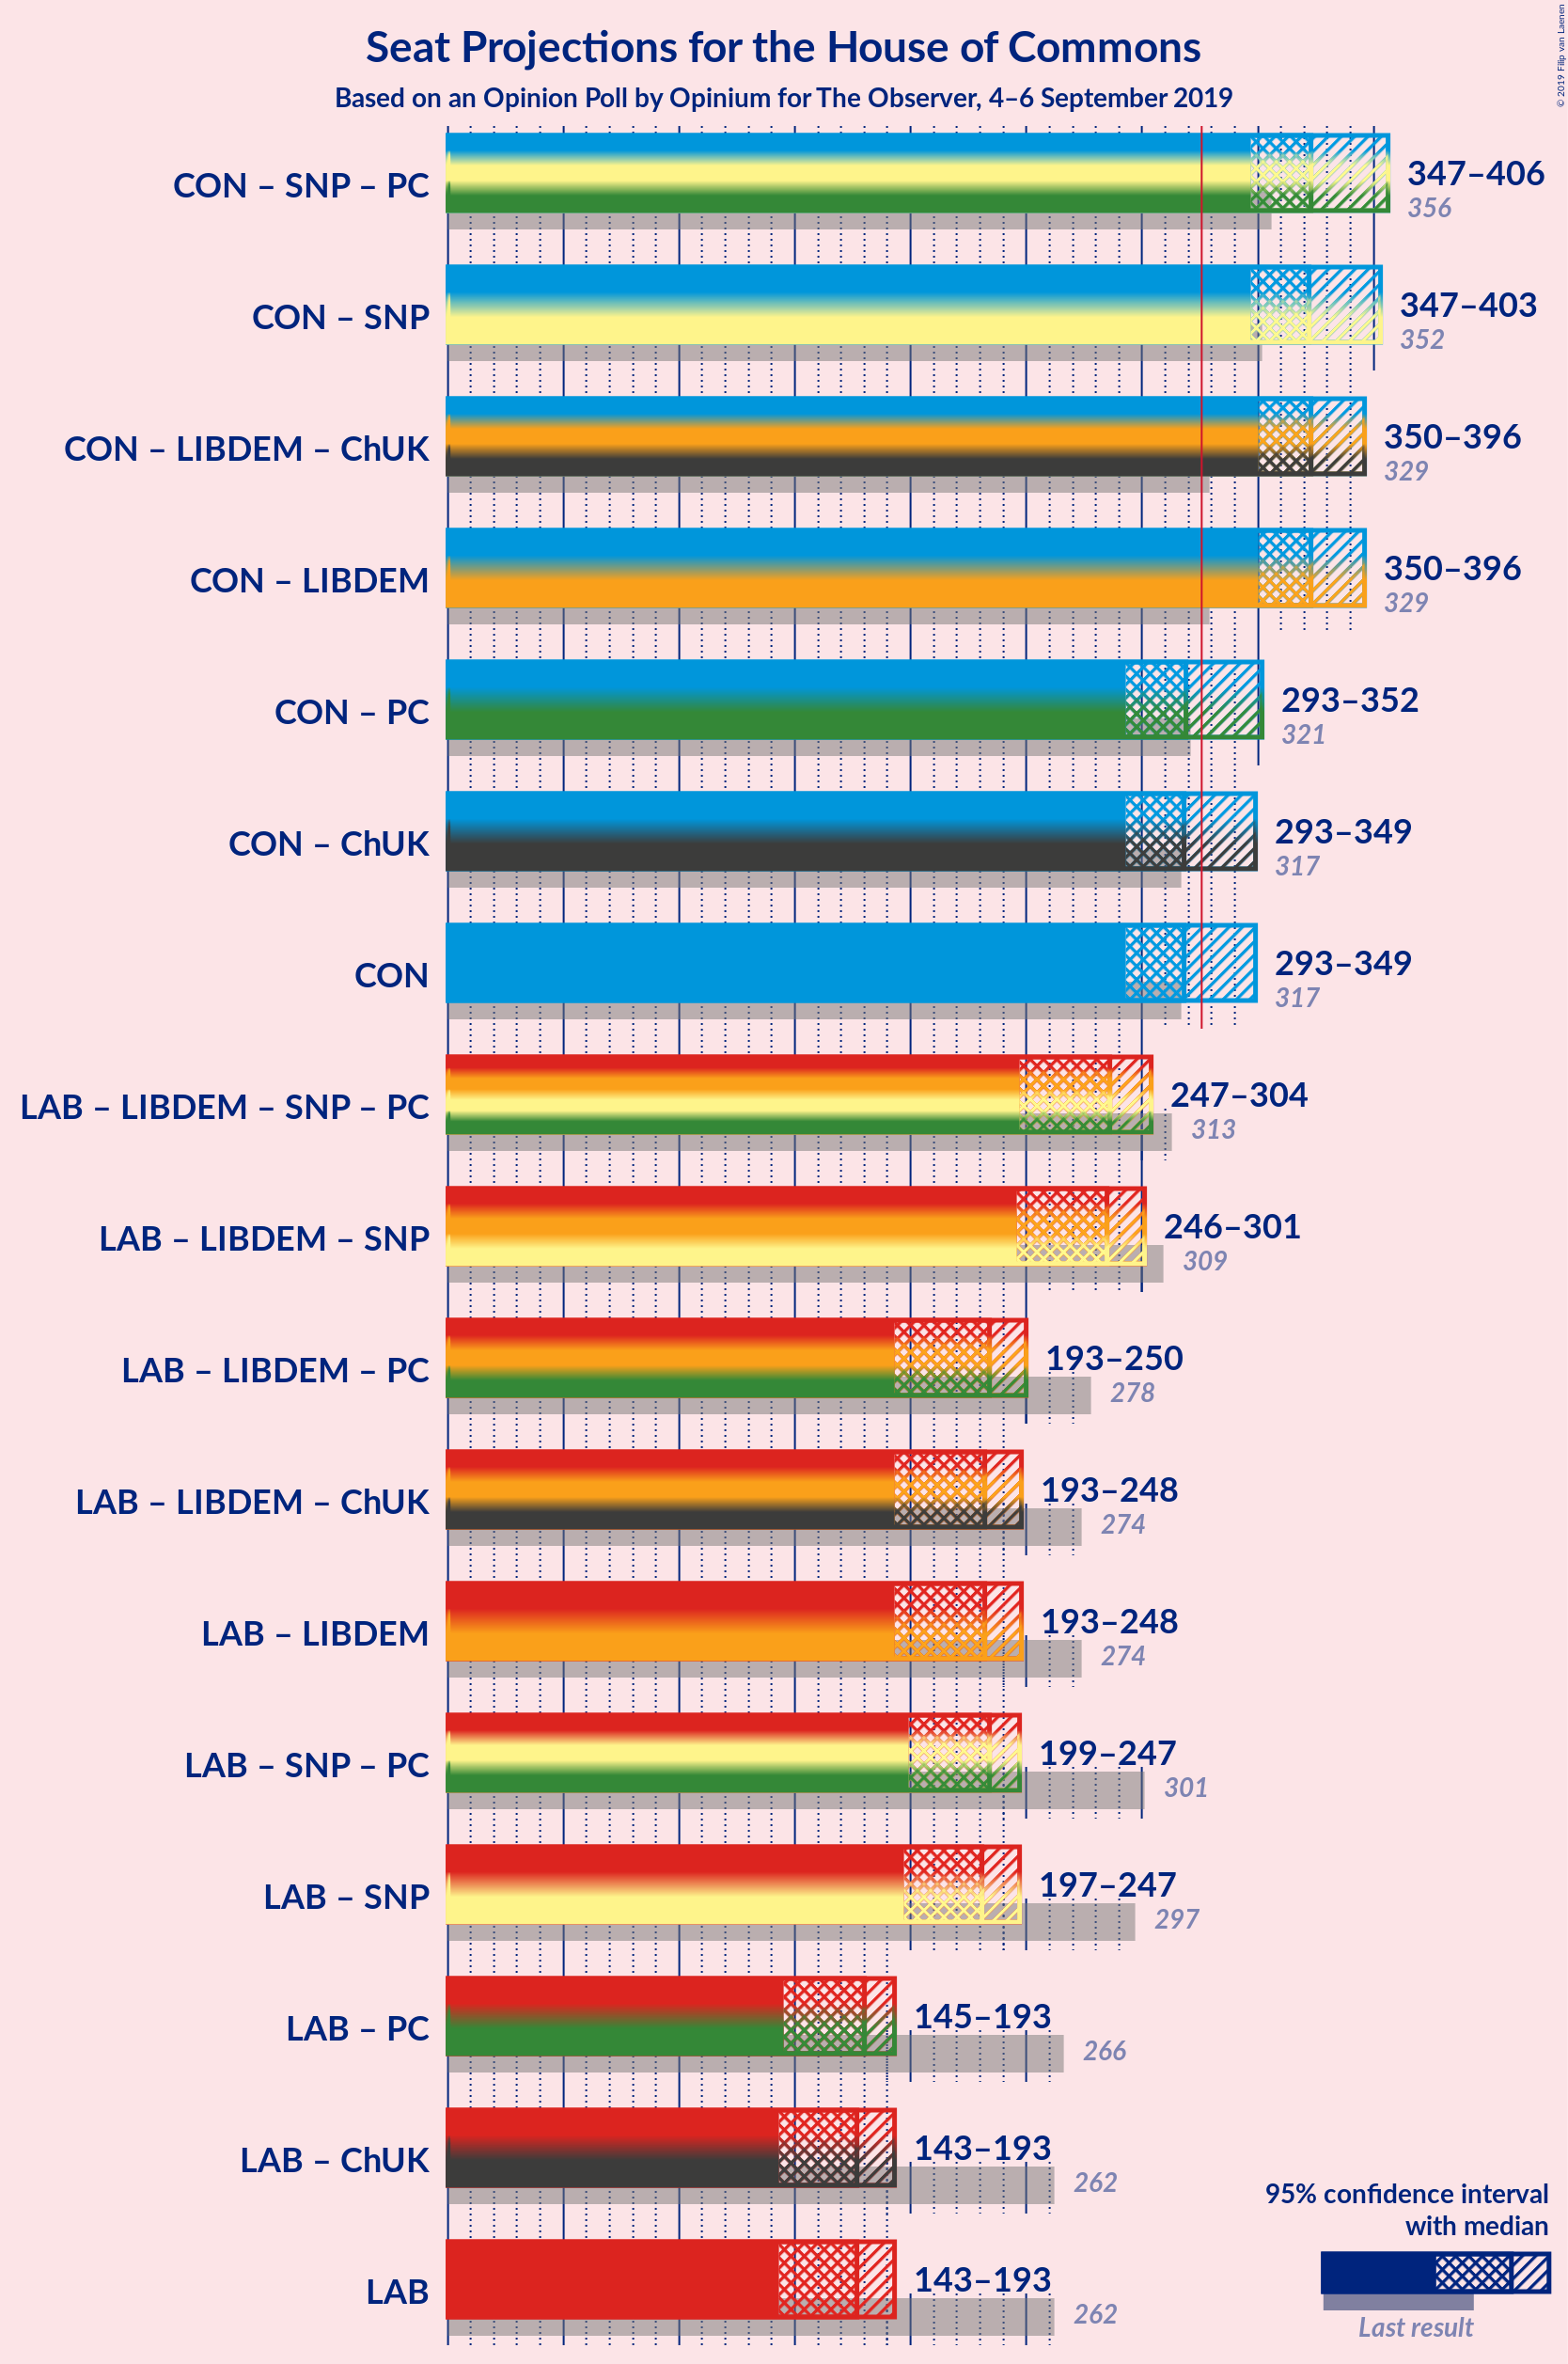 © 2019 Filip van Laenen
Seat Projections for the House of Commons
Based on an Opinion Poll by Opinium for The Observer, 4–6 September 2019
CON – SNP – PC
347–406
356
CON – SNP
347–403
352
CON – LIBDEM – ChUK
350–396
329
CON – LIBDEM
350–396
329
CON – PC
293–352
321
CON – ChUK
293–349
317
CON
293–349
317
LAB – LIBDEM – SNP – PC
247–304
313
LAB – LIBDEM – SNP
246–301
309
LAB – LIBDEM – PC
193–250
278
LAB – LIBDEM – ChUK
193–248
274
LAB – LIBDEM
193–248
274
LAB – SNP – PC
199–247
301
LAB – SNP
197–247
297
LAB – PC
145–193
266
LAB – ChUK
143–193
262
LAB
143–193
262
95% confidence interval
with median
Last result